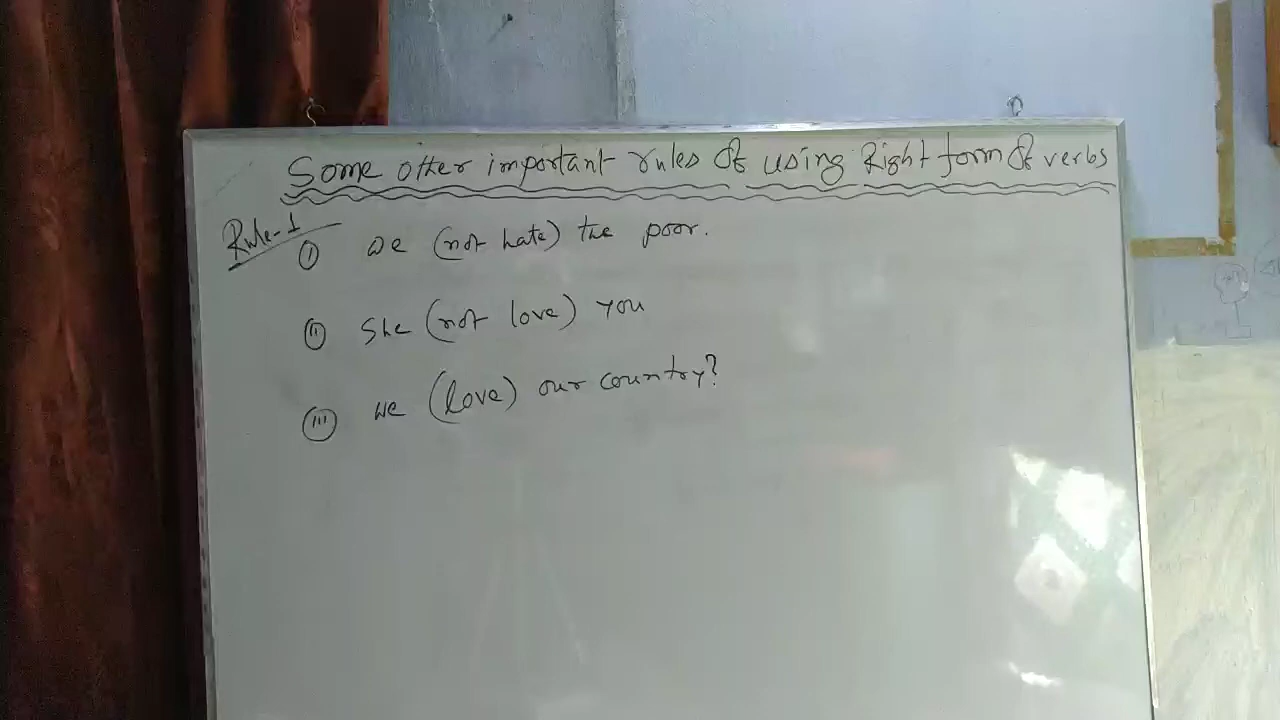 Some other important rules of using Right form of verbs
Rule-1
(i) we (not hate) the poor.
(ii) She (not love) you
(iii) we (love) our country?